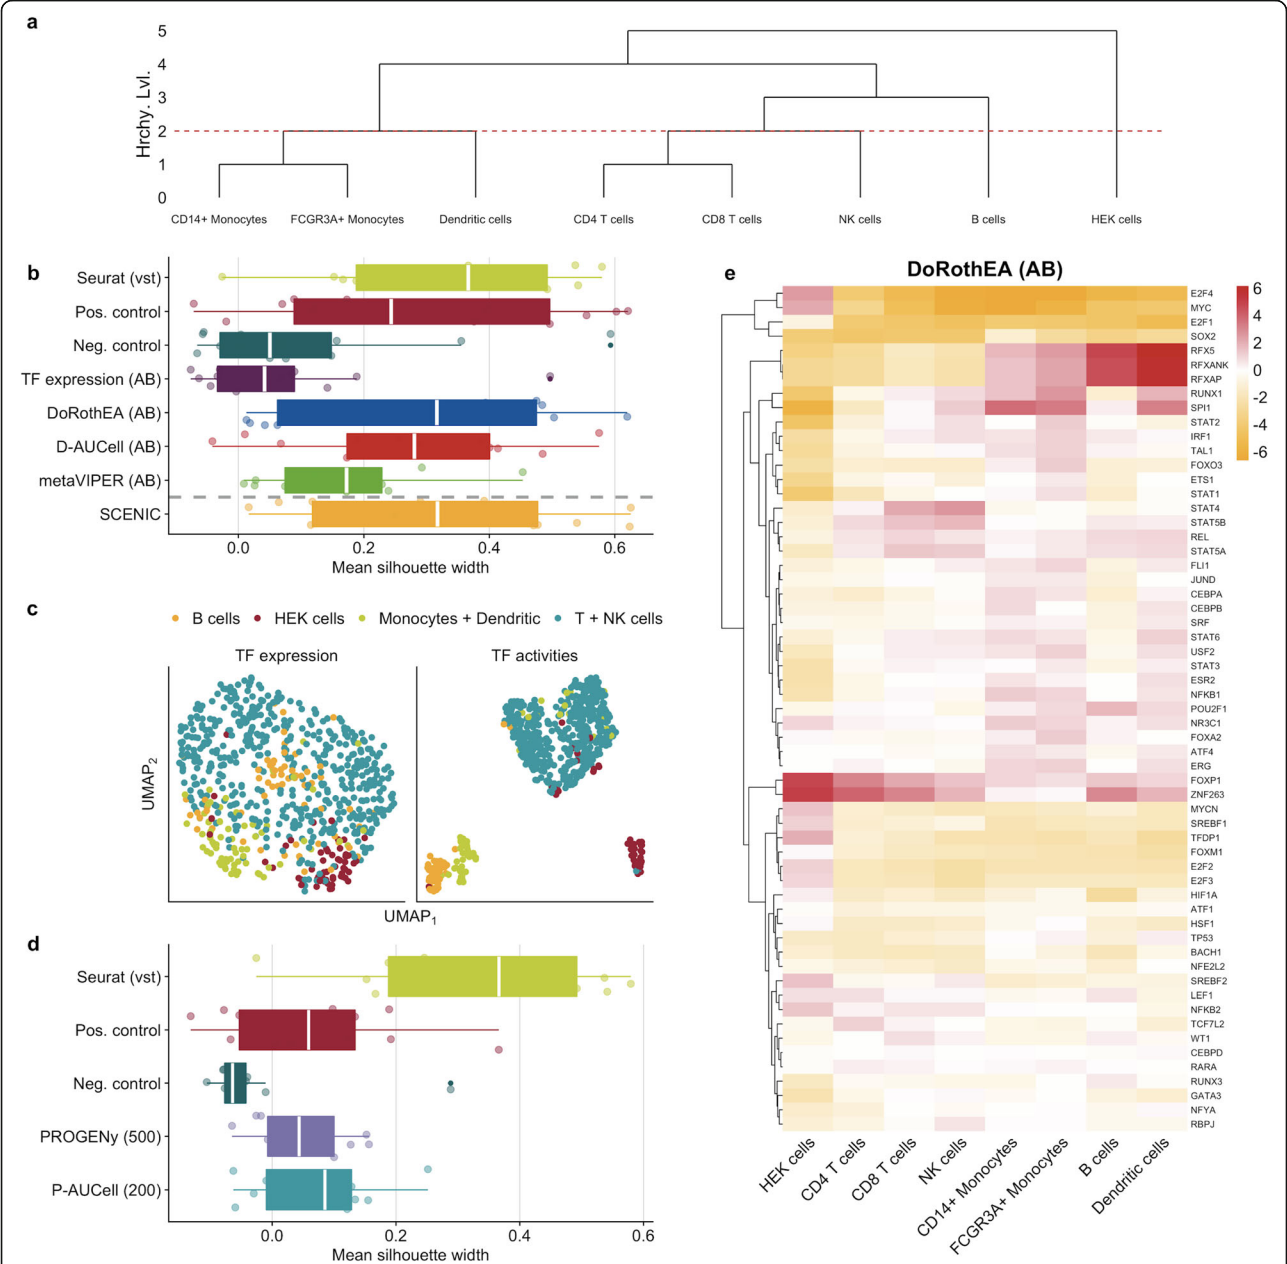 a
Hrchy. Lvl.
5
4
3
2
1
0
CD14+ Monocytes
FCGR3A+ Monocytes
Dendritic cells
CD4 T cells
CD8 T cells
NK cells
B cells
HEK cells
b
Seurat (vst)
Pos. control
Neg. control
TF expression (AB)
DoRothEA (AB)
D-AUCell (AB)
metaVIPER (AB)
SCENIC
0.0 0.2 0.4 0.6
Mean silhouette width
c
B cells HEK cells Monocytes + Dendritic T + NK cells
TF expression TF activities
UMAP2
UMAP1
d
Seurat (vst)
Pos. control
Neg. control
PROGENy (500)
P-AUCell (200)
0.0 0.2 0.4 0.6
Mean silhouette width
e
DoRothEA (AB)
E2F4
MYC
E2F1
SOX2
RFX5
RFXANK
RFXAP
RUNX1
SPI1
STAT2
IRF1
TAL1
FOXO3
ETS1
STAT1
STAT4
STAT5B
REL
STAT5A
FLI1
JUND
CEBPA
CEBPB
SRF
STAT6
USF2
STAT3
ESR2
NFKB1
POU2F1
NR3C1
FOXA2
ATF4
ERG
FOXP1
ZNF263
MYCN
SREBF1
TFDP1
FOXM1
E2F2
E2F3
HIF1A
ATF1
HSF1
TP53
BACH1
NFE2L2
SREBF2
LEF1
NFKB2
TCF7L2
WT1
CEBPD
RARA
RUNX3
GATA3
NFYA
RBPJ
6
4
2
0
-2
-4
-6
HEK cells
CD4 T cells
CD8 T cells
NK cells
CD14+ Monocytes
FCGR3A+ Monocytes
B cells
Dendritic cells